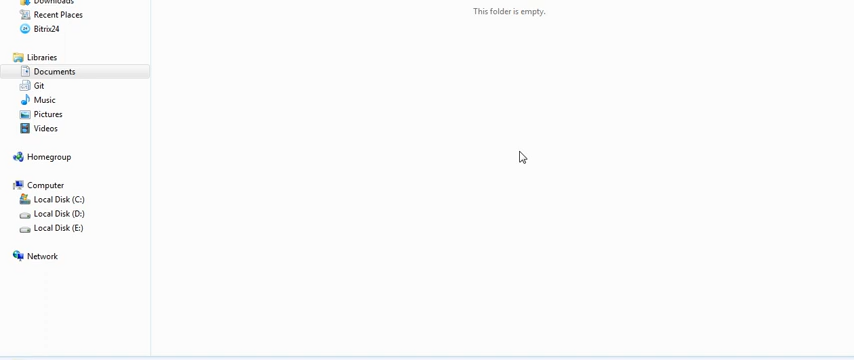 Downloads
This folder is empty.
Recent Places
Bitrix24
Libraries
Documents
Git
Music
Pictures
Videos
Homegroup
Computer
Local Disk (C:)
Local Disk (D:)
Local Disk (E:)
Network